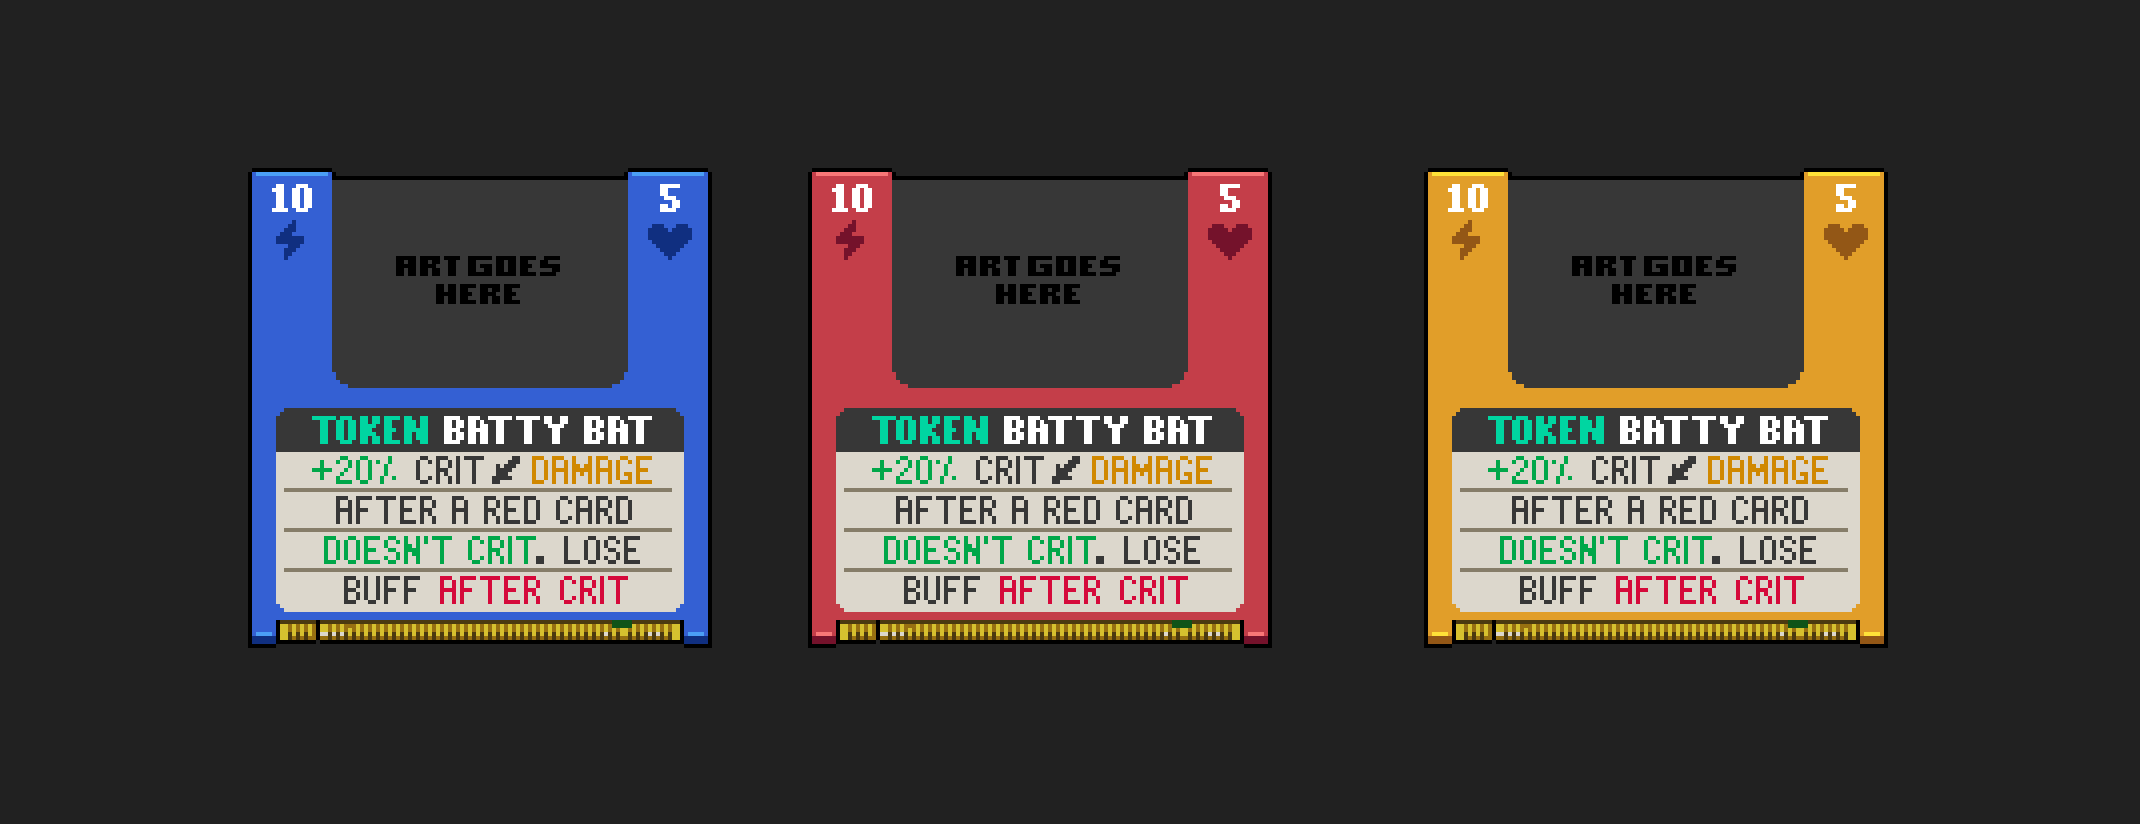 10
5
ART GOES
HERE
TOKEN BATTY BAT
+20% CRIT DAMAGE
AFTER A RED CARD
DOESN'T CRIT. LOSE
BUFF AFTER CRIT
10
5
ART GOES
HERE
TOKEN BATTY BAT
+20% CRIT DAMAGE
AFTER A RED CARD
DOESN'T CRIT. LOSE
BUFF AFTER CRIT
10
5
ART GOES
HERE
TOKEN BATTY BAT
+20% CRIT DAMAGE
AFTER A RED CARD
DOESN'T CRIT. LOSE
BUFF AFTER CRIT